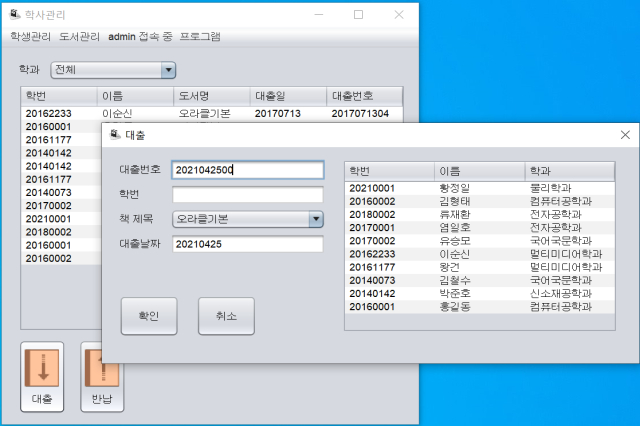 학사관리
학생관리 도서관리 admin 접속 중 프로그램
학과 전체
학번 이름 도서명 대출일 대출번호
20162233 이순신 오라클기본 20170713 2017071304
20160001
20161177
20140142
20140142
20161177
20140073
20170002
20210001
20180002
20160001
20160002
대출
반납
대출
대출번호 2021042500
학번
책 제목 오라클기본
대출날짜 20210425
확인 취소
학번 이름 학과
20210001 황정일 물리학과
20160002 김형태 컴퓨터공학과
20180002 류재환 전자공학과
20170001 염일호 전자공학과
20170002 유승모 국어국문학과
20162233 이순신 멀티미디어학과
20161177 왕건 멀티미디어학과
20140073 김철수 국어국문학과
20140142 박준호 신소재공학과
20160001 홍길동 컴퓨터공학과